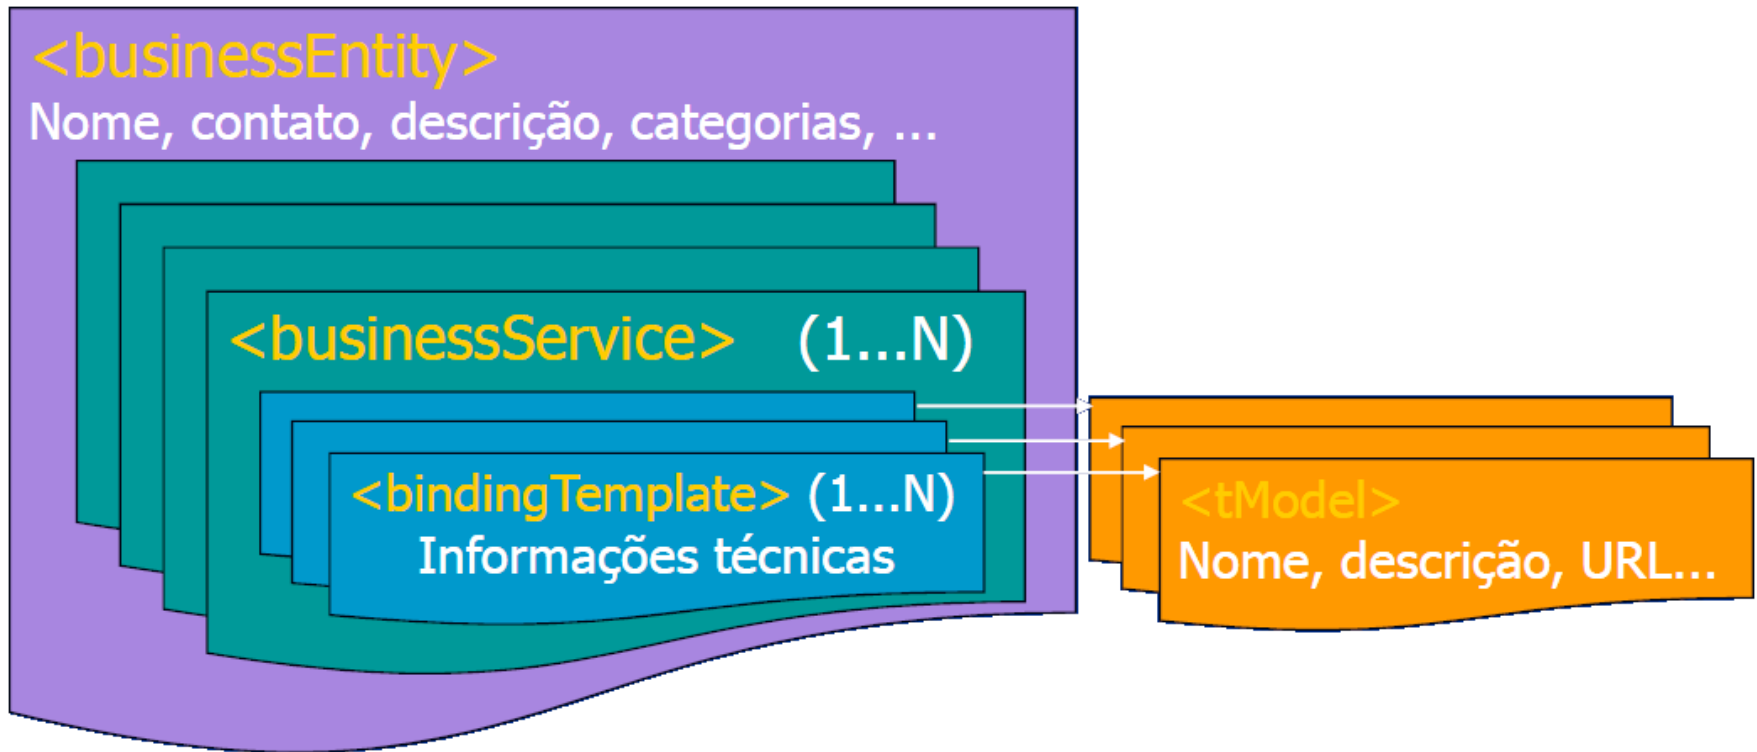 <businessEntity>
Nome, contato, descrição, categorias, ...
<businessService> (1...N)
<bindingTemplate> (1...N)
Informações técnicas
<tModel>
Nome, descrição, URL...